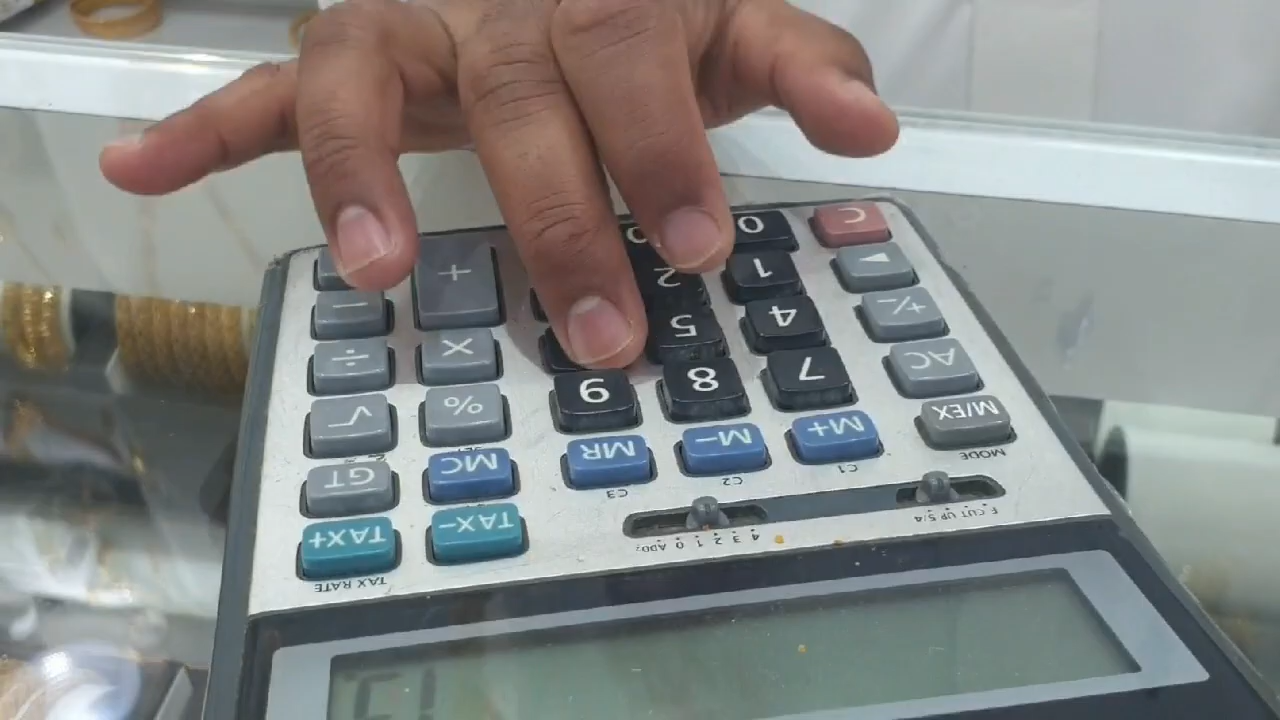 TAX RATE
F CUT UP 5/4 4 3 2 1 0 ADD2 TAX− TAX+
MODE C1 C2 C3
M/EX M+ M− MR MC GT
AC 7 8 9 % √
+/− 4 5 × ÷
▶ 1 2 + −
C 0